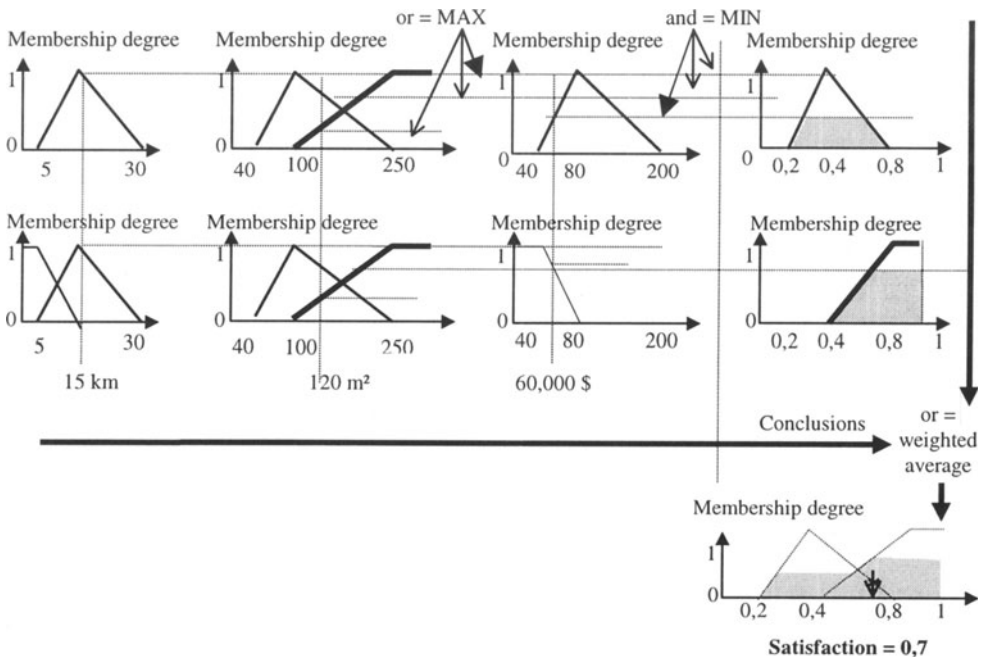 or = MAX and = MIN
Membership degree Membership degree Membership degree Membership degree
1 1 1 1
0 0 0 0
5 30 40 100 250 40 80 200 0,2 0,4 0,8 1
Membership degree Membership degree Membership degree Membership degree
1 1 1 1
0 0 0 0
5 30 40 100 250 40 80 200 0,2 0,4 0,8 1
15 km 120 m² 60,000 $
Conclusions
or =
weighted
average
Membership degree
1
0
0,2 0,4 0,8 1
Satisfaction = 0,7